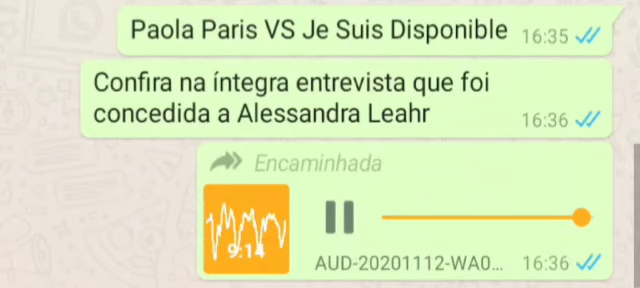 Paola Paris VS Je Suis Disponible 16:35
Confira na íntegra entrevista que foi
concedida a Alessandra Leahr 16:36
Encaminhada
9:14
AUD-20201112-WA0... 16:36